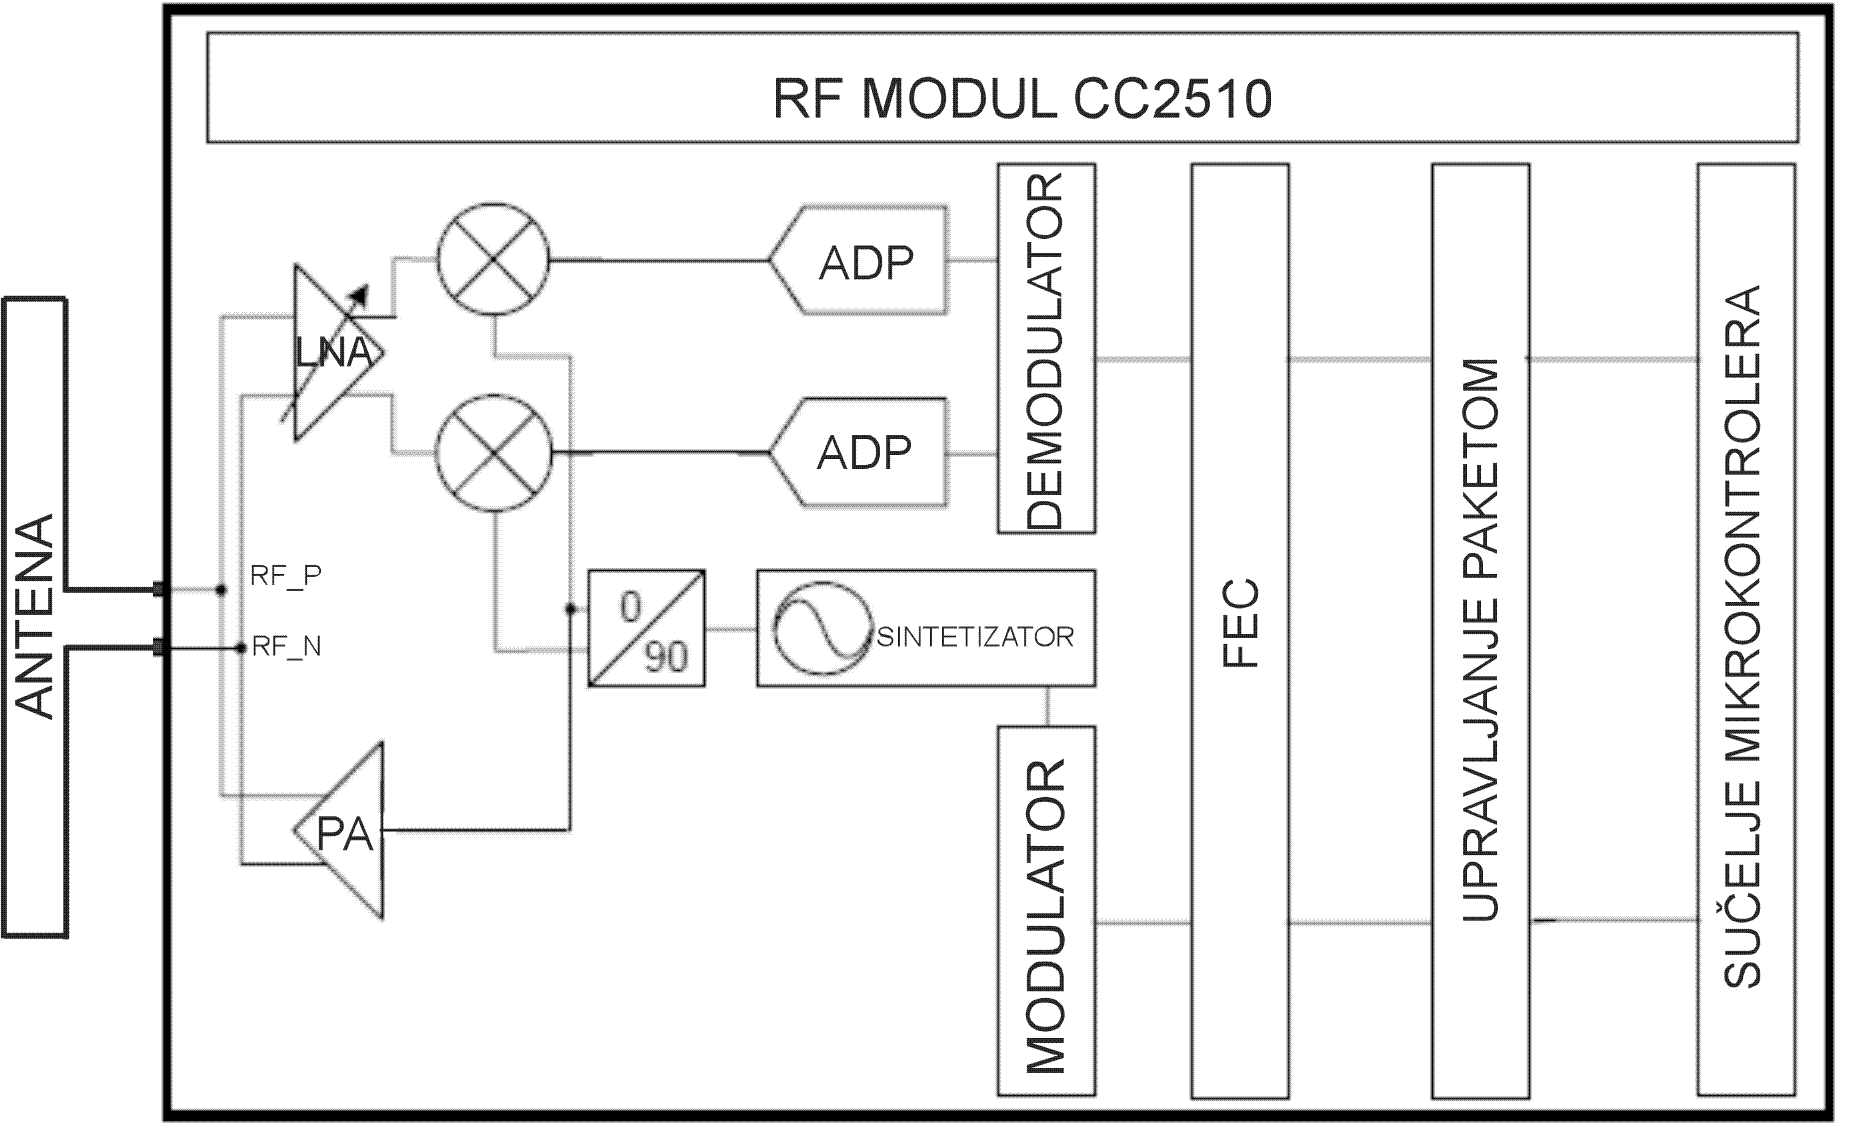 RF MODUL CC2510
ANTENA
LNA
ADP
ADP
DEMODULATOR
RF_P
RF_N
0
90
SINTETIZATOR
PA
MODULATOR
FEC
UPRAVLJANJE PAKETOM
SUČELJE MIKROKONTROLERA